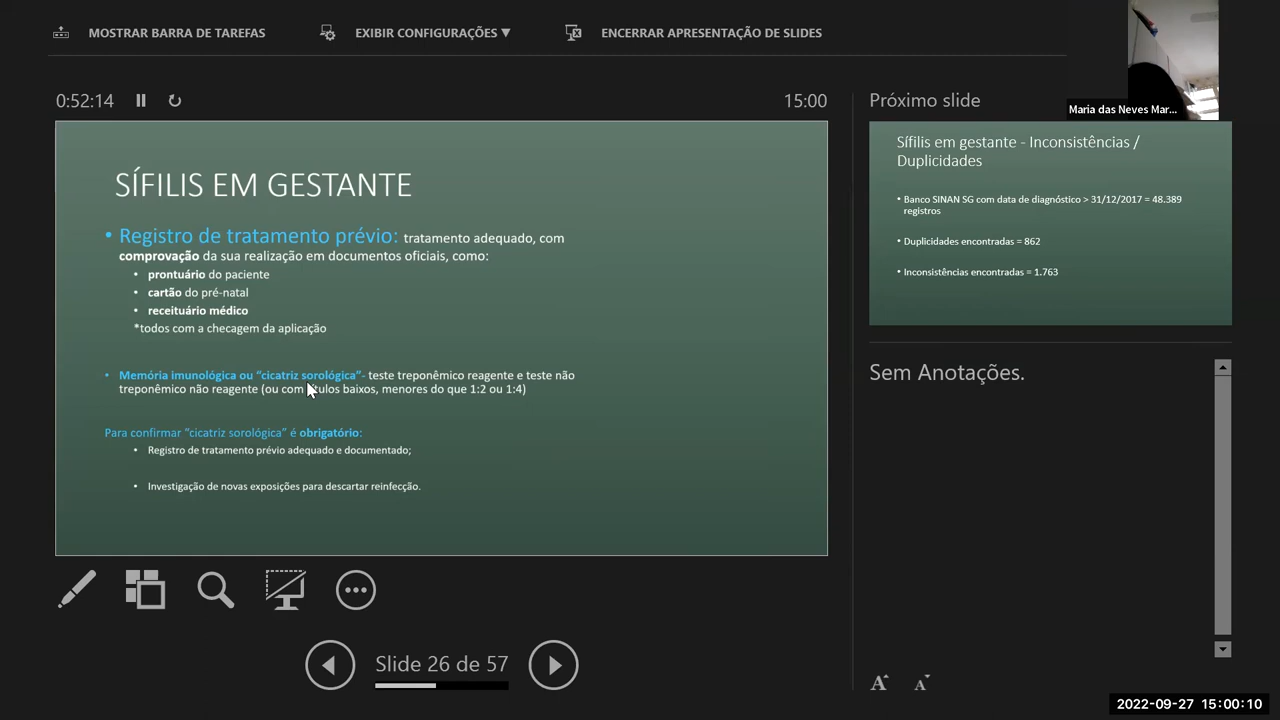 MOSTRAR BARRA DE TAREFAS
EXIBIR CONFIGURAÇÕES ▼
ENCERRAR APRESENTAÇÃO DE SLIDES
0:52:14
15:00
SÍFILIS EM GESTANTE
• Registro de tratamento prévio: tratamento adequado, com
comprovação da sua realização em documentos oficiais, como:
• prontuário do paciente
• cartão do pré-natal
• receituário médico
*todos com a checagem da aplicação
• Memória imunológica ou “cicatriz sorológica”- teste treponêmico reagente e teste não
treponêmico não reagente (ou com títulos baixos, menores do que 1:2 ou 1:4)
Para confirmar “cicatriz sorológica” é obrigatório:
• Registro de tratamento prévio adequado e documentado;
• Investigação de novas exposições para descartar reinfecção.
Slide 26 de 57
Maria das Neves Mar...
Próximo slide
Sífilis em gestante - Inconsistências /
Duplicidades
• Banco SINAN SG com data de diagnóstico > 31/12/2017 = 48.389
registros
• Duplicidades encontradas = 862
• Inconsistências encontradas = 1.763
Sem Anotações.
A A
2022-09-27 15:00:10